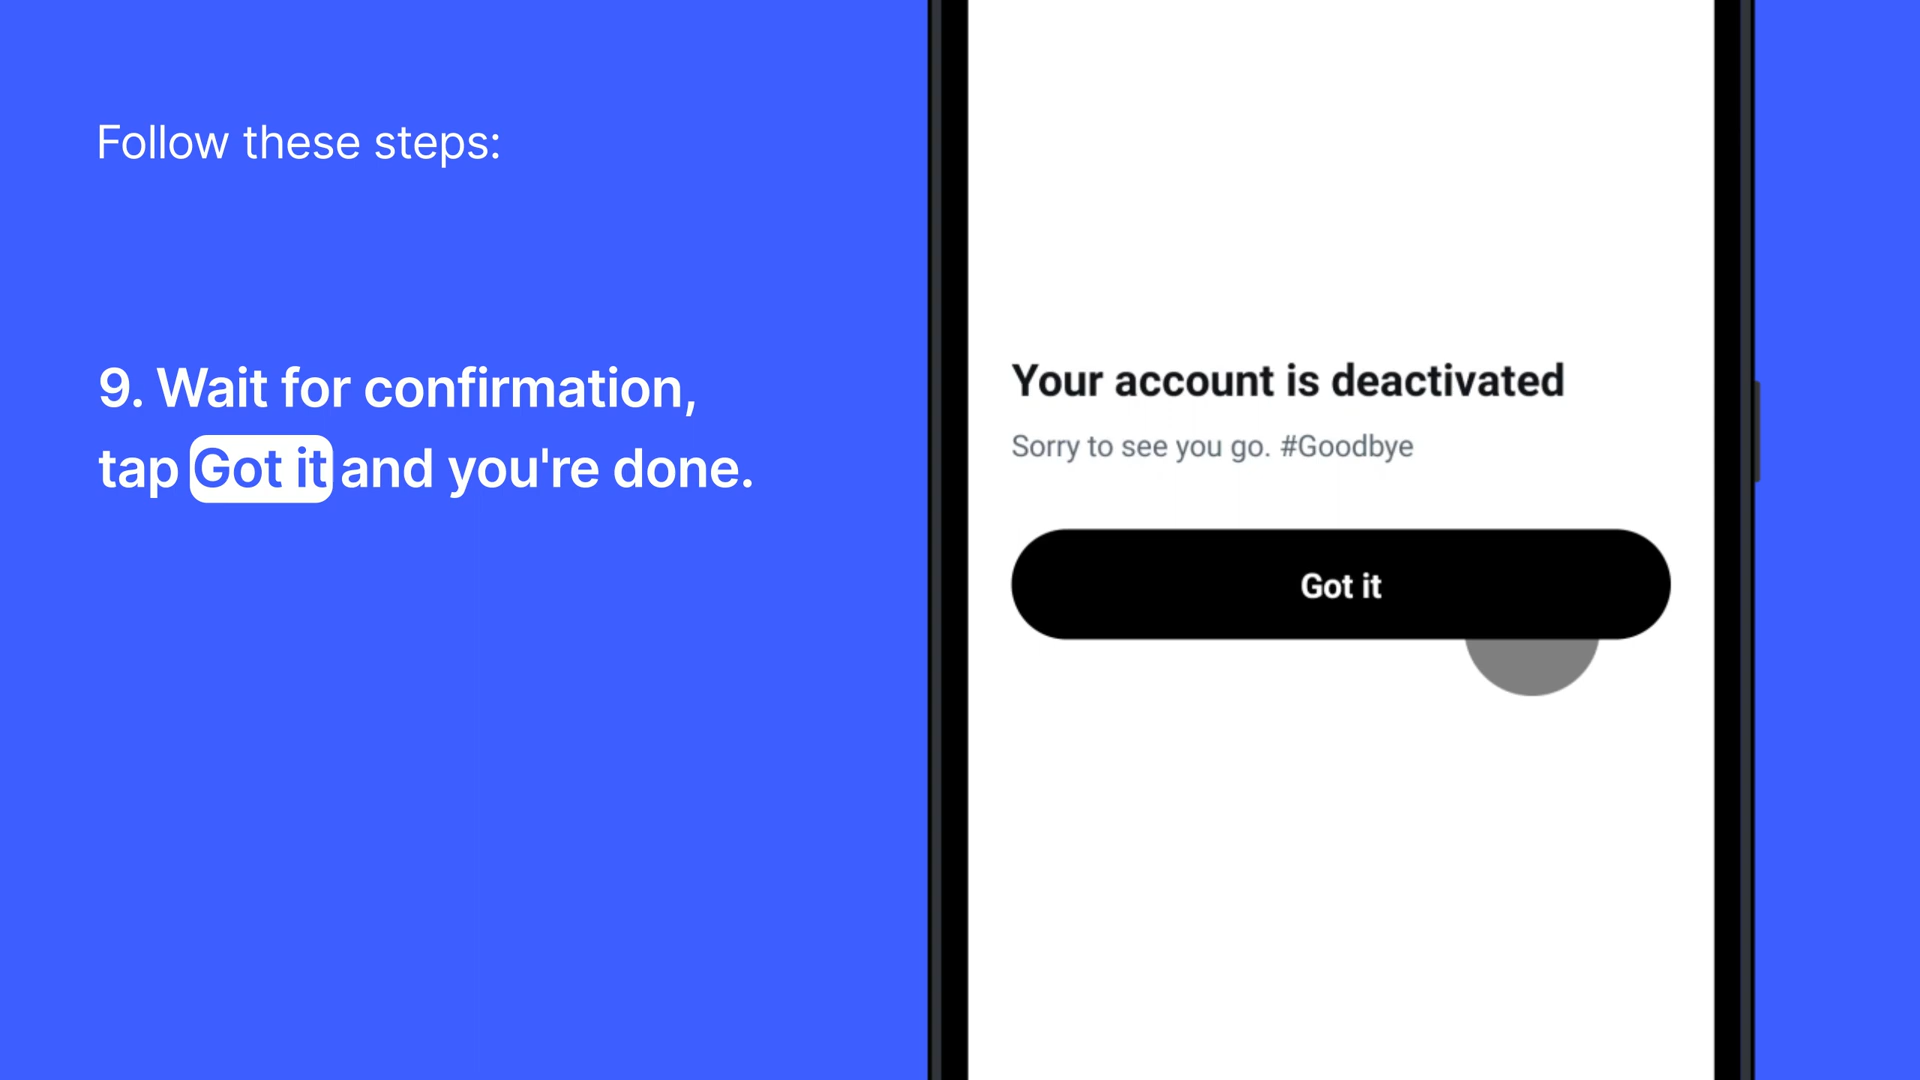 Follow these steps:
9. Wait for confirmation,
tap Got it and you're done.
Your account is deactivated
Sorry to see you go. #Goodbye
Got it